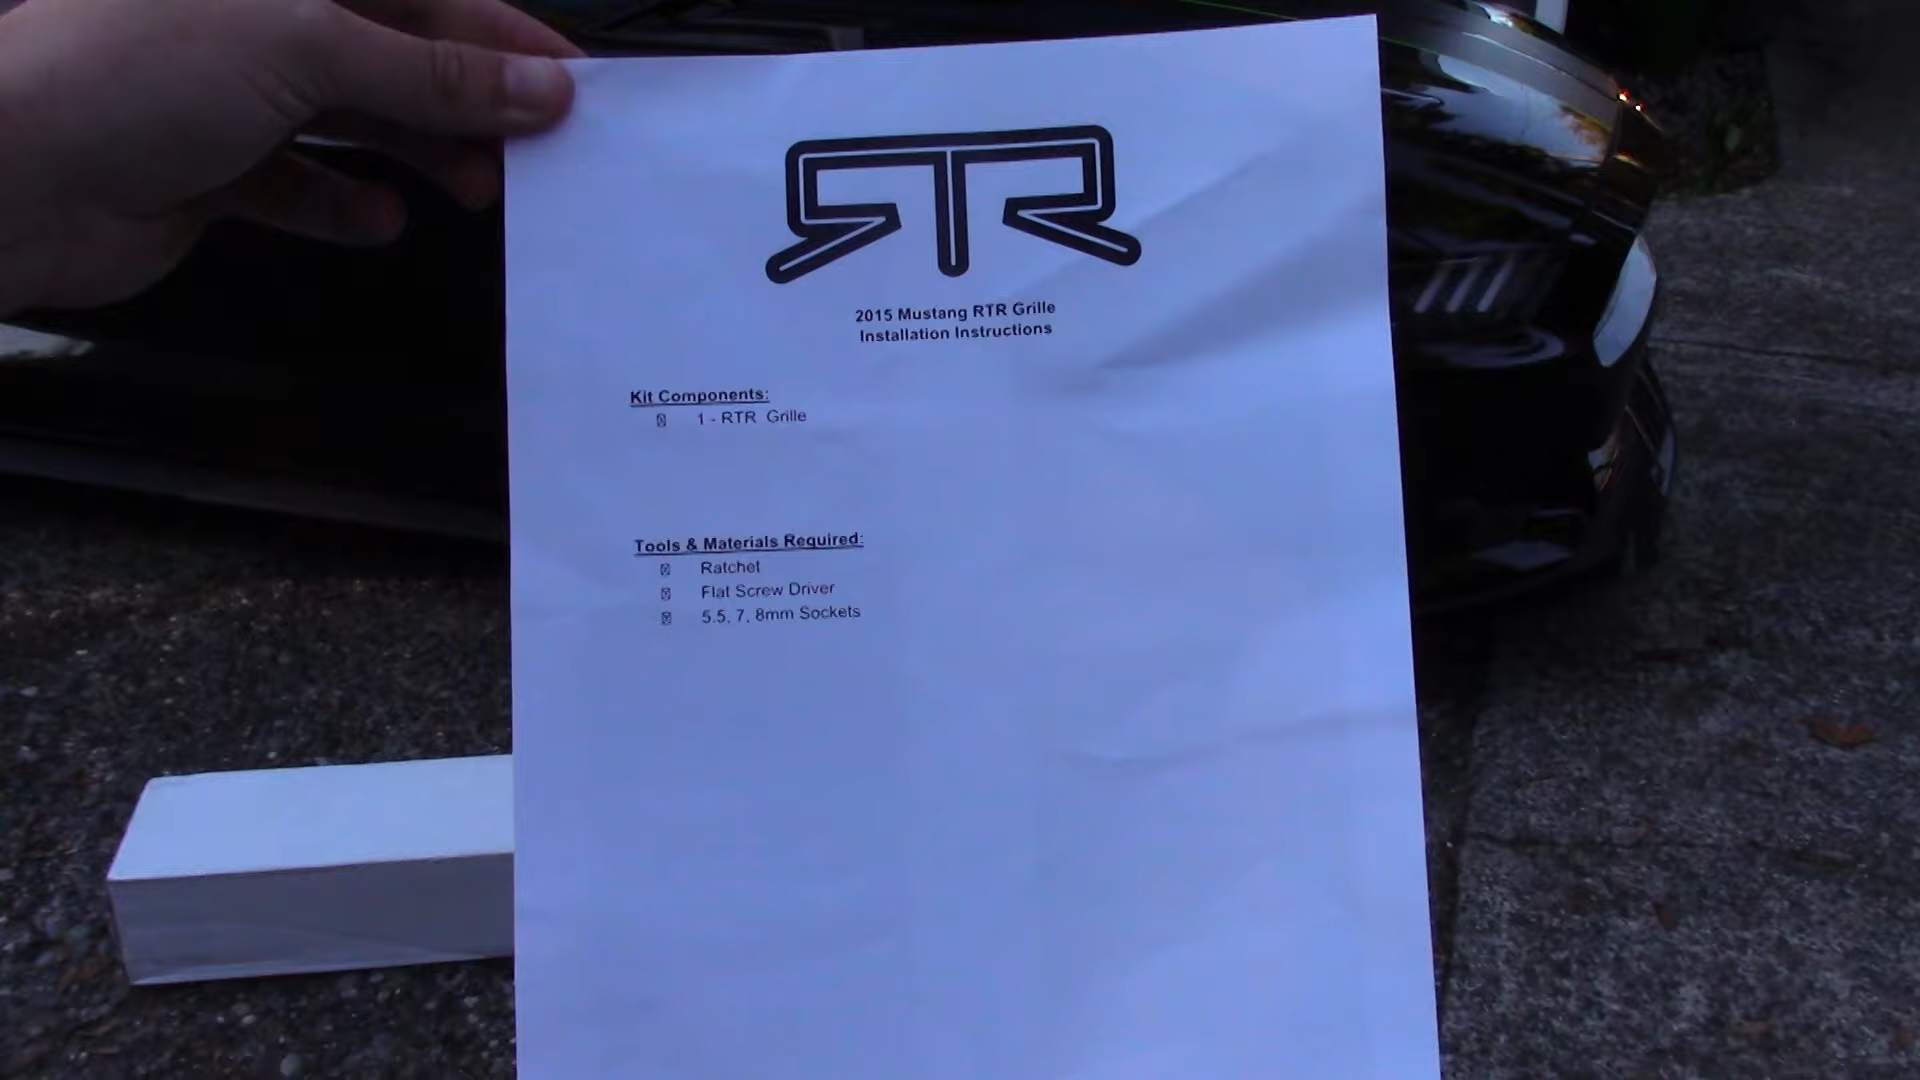 RTR
2015 Mustang RTR Grille
Installation Instructions
Kit Components:
1 - RTR Grille
Tools & Materials Required:
Ratchet
Flat Screw Driver
5.5, 7, 8mm Sockets